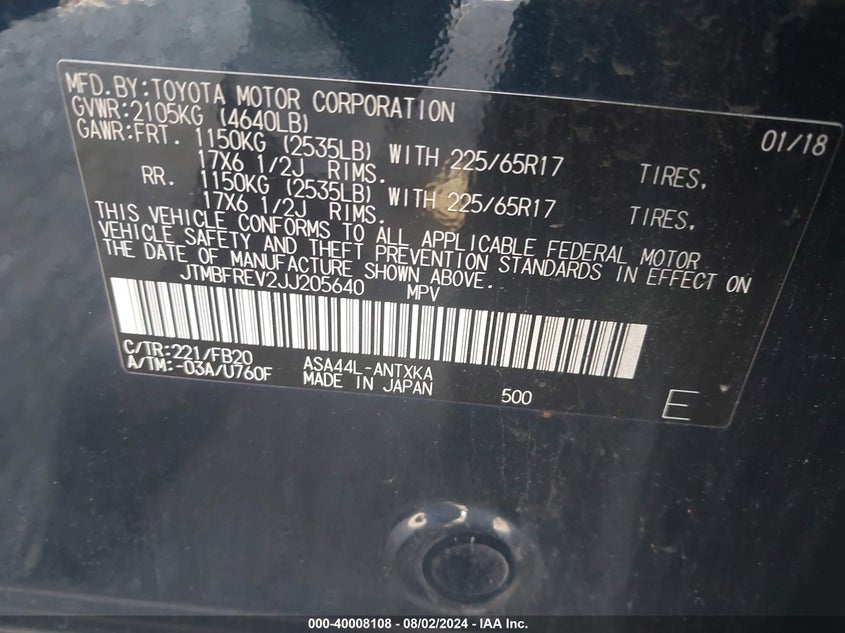 MFD.BY:TOYOTA MOTOR CORPORATION 01/18
GVWR:2105KG (4640LB)
GAWR:FRT. 1150KG (2535LB) WITH 225/65R17 TIRES,
17X6 1/2J RIMS.
RR. 1150KG (2535LB) WITH 225/65R17 TIRES,
17X6 1/2J RIMS.
THIS VEHICLE CONFORMS TO ALL APPLICABLE FEDERAL MOTOR
VEHICLE SAFETY AND THEFT PREVENTION STANDARDS IN EFFECT ON
THE DATE OF MANUFACTURE SHOWN ABOVE.
JTMBFREV2JJ205640 MPV
C/TR:221/FB20 ASA44L-ANTXKA
A/TM:-03A/U760F MADE IN JAPAN 500 E
000-40008108 - 08/02/2024 - IAA Inc.